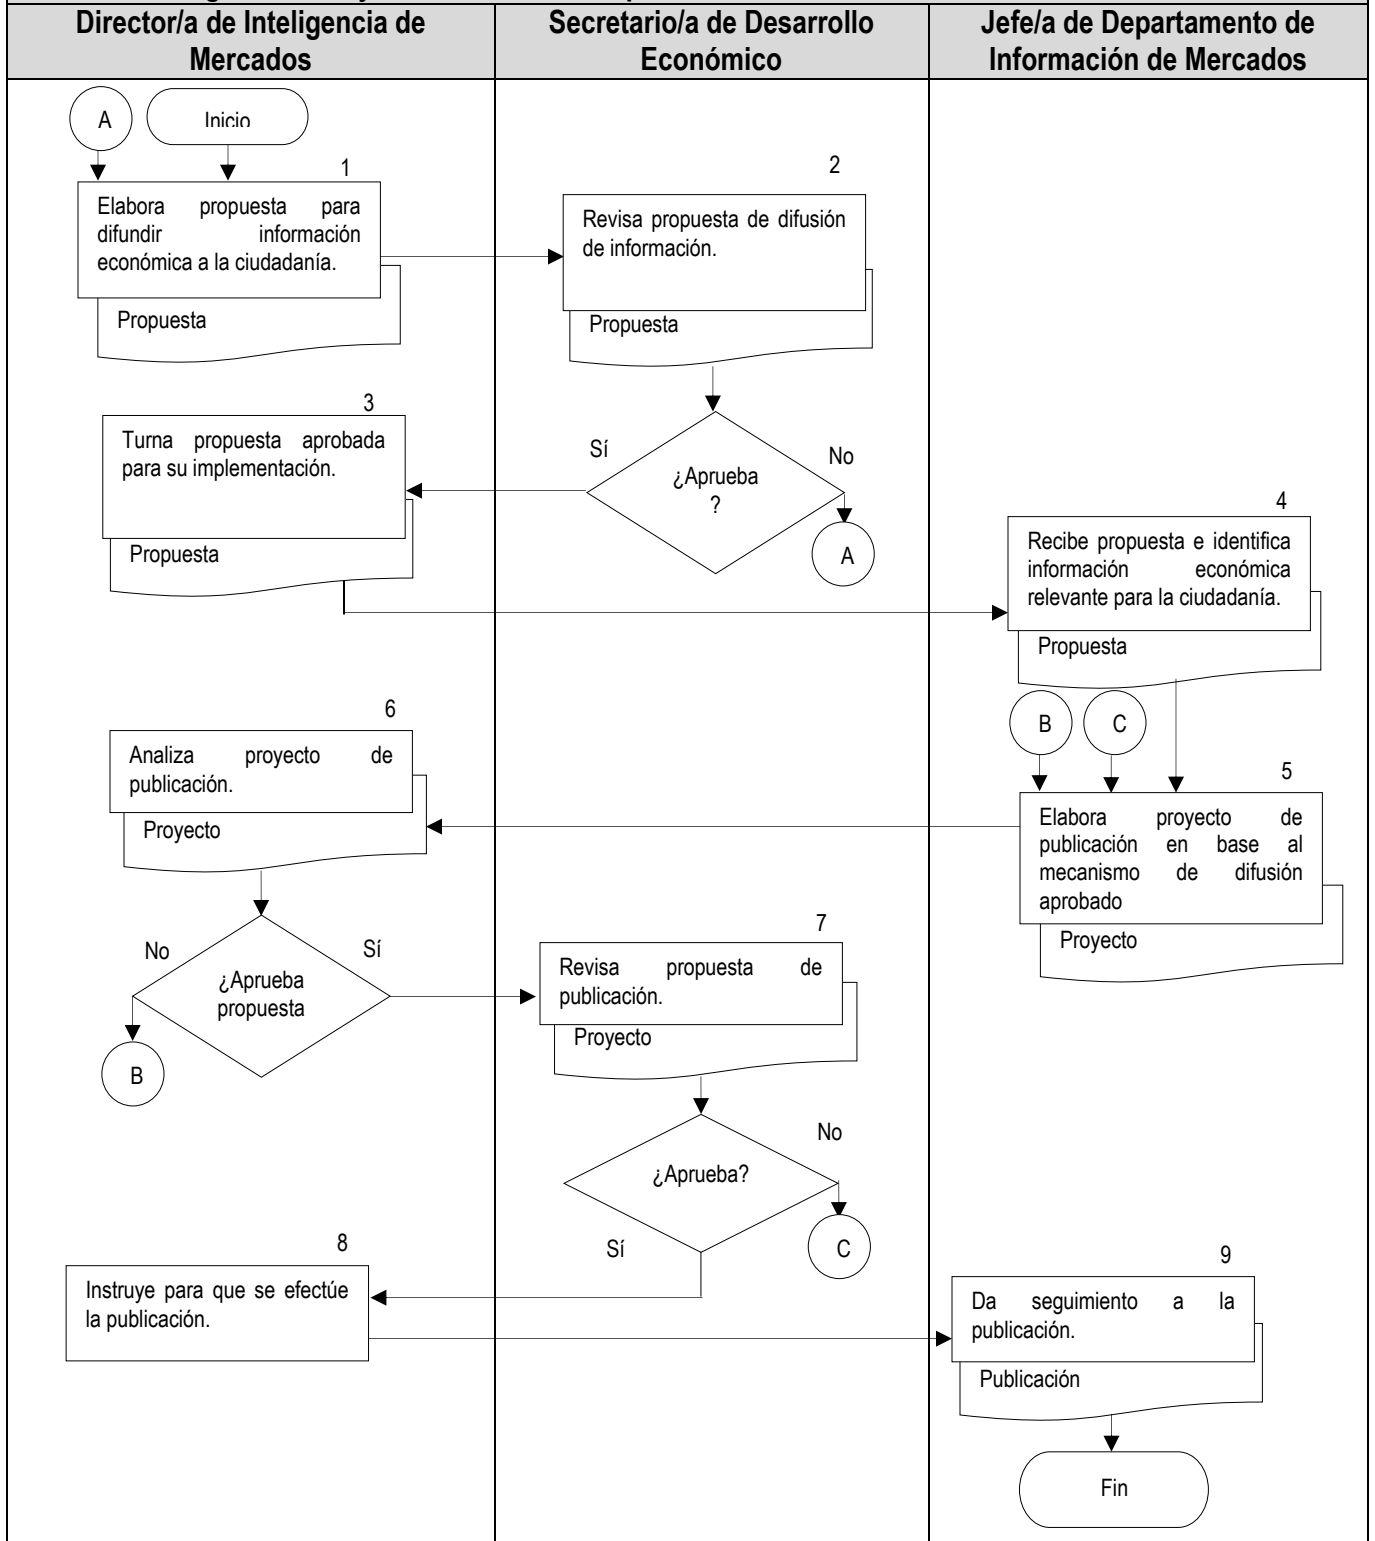 Director/a de Inteligencia de
Mercados
Secretario/a de Desarrollo
Económico
Jefe/a de Departamento de
Información de Mercados
A
Inicio
1
Elabora propuesta para
difundir información
económica a la ciudadanía.
Propuesta
2
Revisa propuesta de difusión
de información.
Propuesta
3
Turna propuesta aprobada
para su implementación.
Propuesta
Sí
¿Aprueba
?
No
A
4
Recibe propuesta e identifica
información económica
relevante para la ciudadanía.
Propuesta
B
C
5
Elabora proyecto de
publicación en base al
mecanismo de difusión
aprobado
Proyecto
6
Analiza proyecto de
publicación.
Proyecto
No
Sí
¿Aprueba
propuesta
B
7
Revisa propuesta de
publicación.
Proyecto
No
¿Aprueba?
Sí
C
8
Instruye para que se efectúe
la publicación.
9
Da seguimiento a la
publicación.
Publicación
Fin